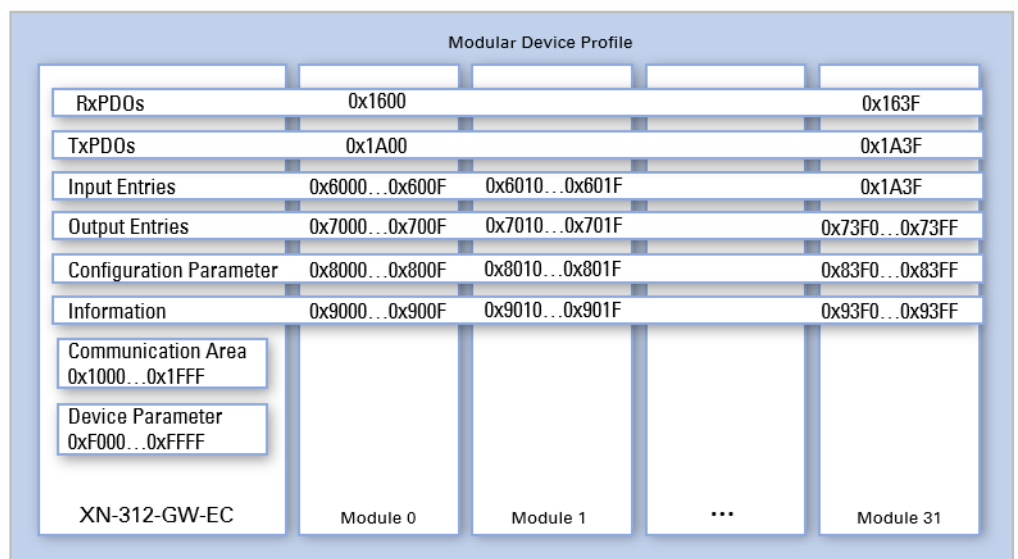 Modular Device Profile
RxPDOs 0x1600 0x163F
TxPDOs 0x1A00 0x1A3F
Input Entries 0x6000...0x600F 0x6010...0x601F 0x1A3F
Output Entries 0x7000...0x700F 0x7010...0x701F 0x73F0...0x73FF
Configuration Parameter 0x8000...0x800F 0x8010...0x801F 0x83F0...0x83FF
Information 0x9000...0x900F 0x9010...0x901F 0x93F0...0x93FF
Communication Area
0x1000...0x1FFF
Device Parameter
0xF000...0xFFFF
XN-312-GW-EC Module 0 Module 1 ... Module 31